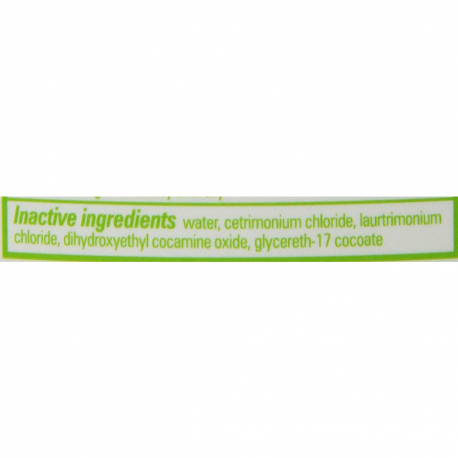 Inactive ingredients water, cetrimonium chloride, laurtrimonium
chloride, dihydroxyethyl cocamine oxide, glycereth-17 cocoate